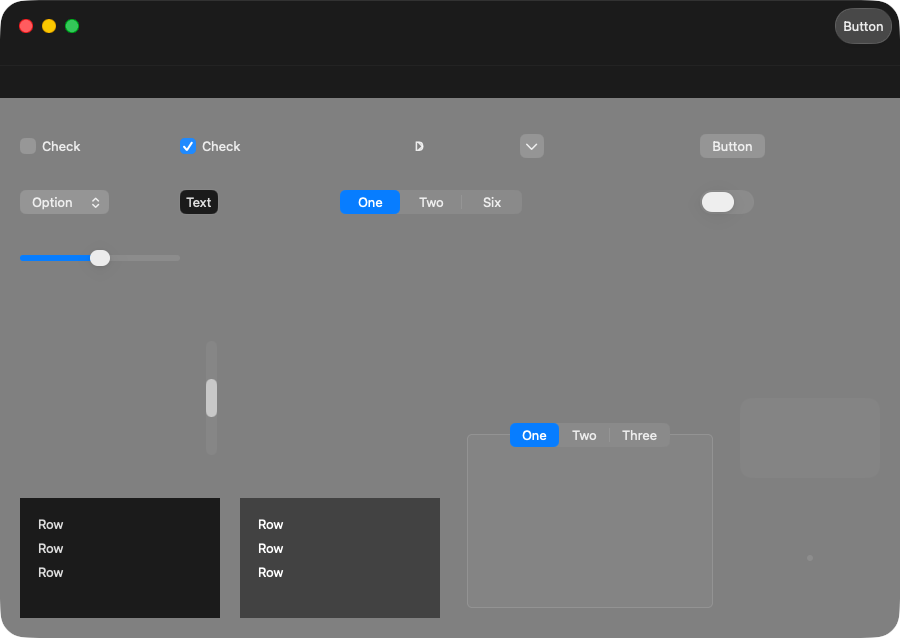 Button
Check
Check
Button
Option
Text
One
Two
Six
One
Two
Three
Row
Row
Row
Row
Row
Row